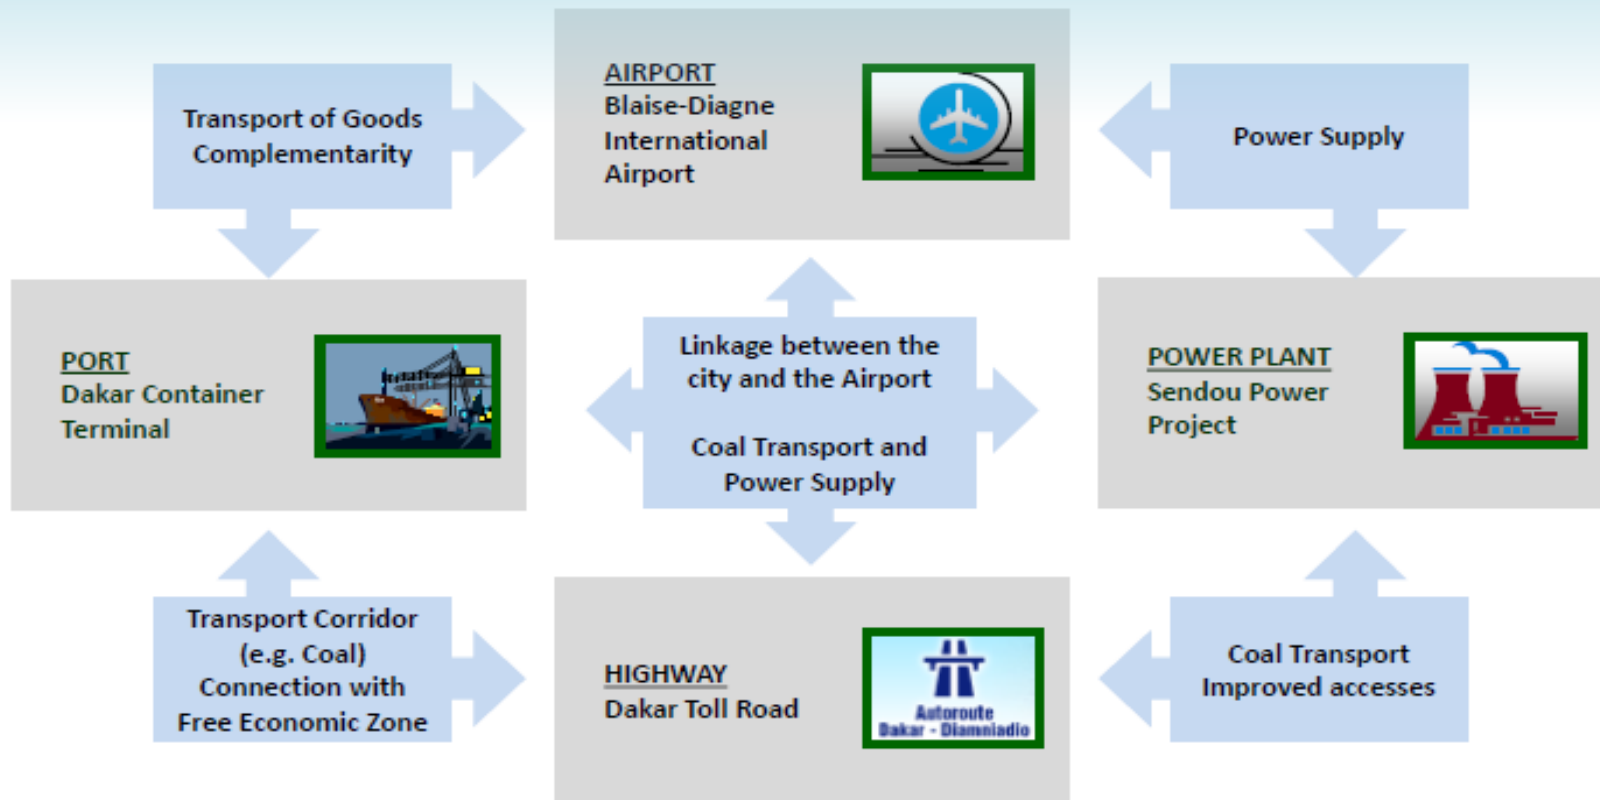 Transport of Goods
Complementarity
AIRPORT
Blaise-Diagne
International
Airport
Power Supply
PORT
Dakar Container
Terminal
Linkage between the
city and the Airport
Coal Transport and
Power Supply
POWER PLANT
Sendou Power
Project
Transport Corridor
(e.g. Coal)
Connection with
Free Economic Zone
HIGHWAY
Dakar Toll Road
Autoroute
Dakar - Diamniadio
Coal Transport
Improved accesses